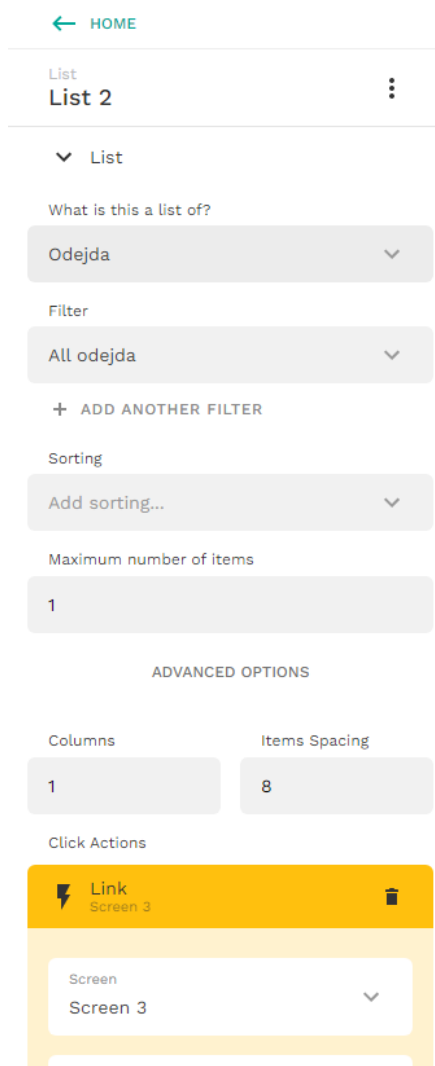 HOME
List
List 2
List
What is this a list of?
Odejda
Filter
All odejda
+ ADD ANOTHER FILTER
Sorting
Add sorting...
Maximum number of items
1
ADVANCED OPTIONS
Columns
Items Spacing
1
8
Click Actions
Link
Screen 3
Screen
Screen 3